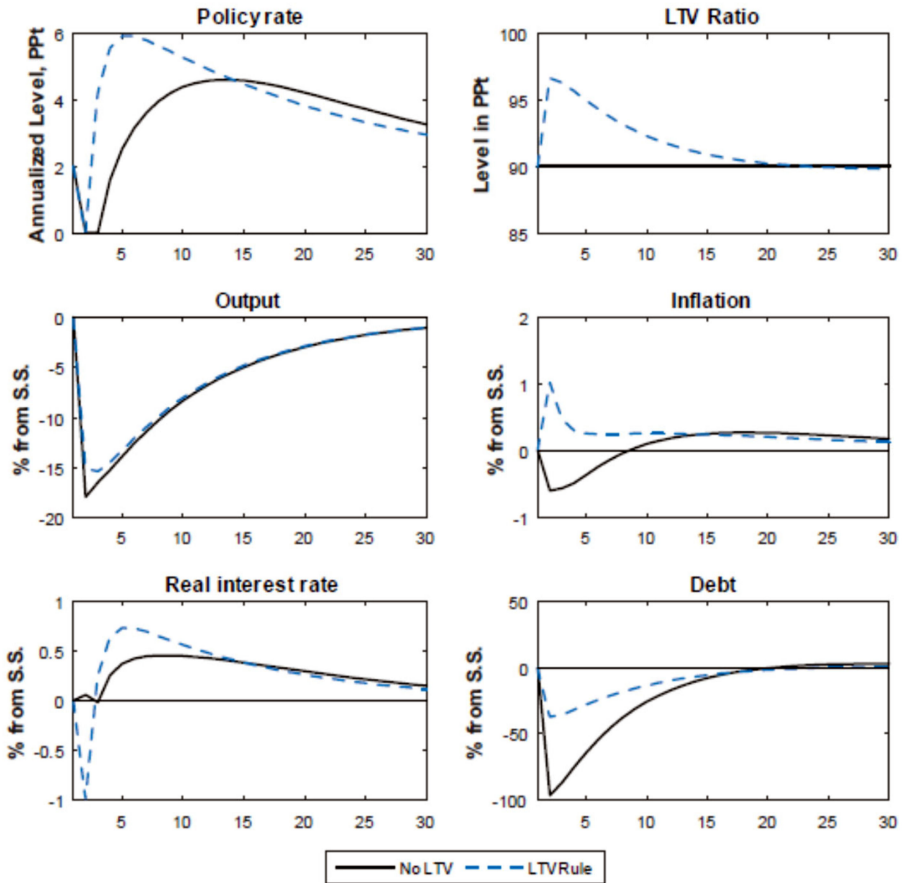 Policy rate
Annualized Level, PPt
6
4
2
0
5 10 15 20 25 30
LTV Ratio
Level in PPt
100
95
90
85
5 10 15 20 25 30
Output
% from S.S.
0
-5
-10
-15
-20
5 10 15 20 25 30
Inflation
% from S.S.
2
1
0
-1
5 10 15 20 25 30
Real interest rate
% from S.S.
1
0.5
0
-0.5
-1
5 10 15 20 25 30
Debt
% from S.S.
50
0
-50
-100
5 10 15 20 25 30
No LTV LTV Rule